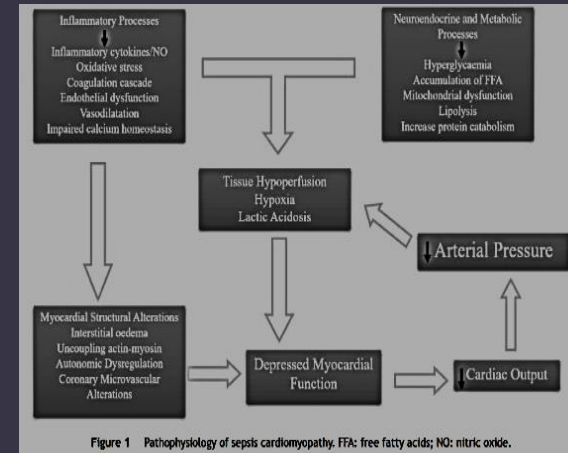 Inflammatory Processes
Inflammatory cytokines/NO
Oxidative stress
Coagulation cascade
Endothelial dysfunction
Vasodilatation
Impaired calcium homeostasis
Neuroendocrine and Metabolic
Processes
Hyperglycaemia
Accumulation of FFA
Mitochondrial dysfunction
Lipolysis
Increase protein catabolism
Tissue Hypoperfusion
Hypoxia
Lactic Acidosis
Arterial Pressure
Myocardial Structural Alterations
Interstitial oedema
Uncoupling actin-myosin
Autonomic Dysregulation
Coronary Microvascular
Alterations
Depressed Myocardial
Function
Cardiac Output
Figure 1 Pathophysiology of sepsis cardiomyopathy. FFA: free fatty acids; NO: nitric oxide.